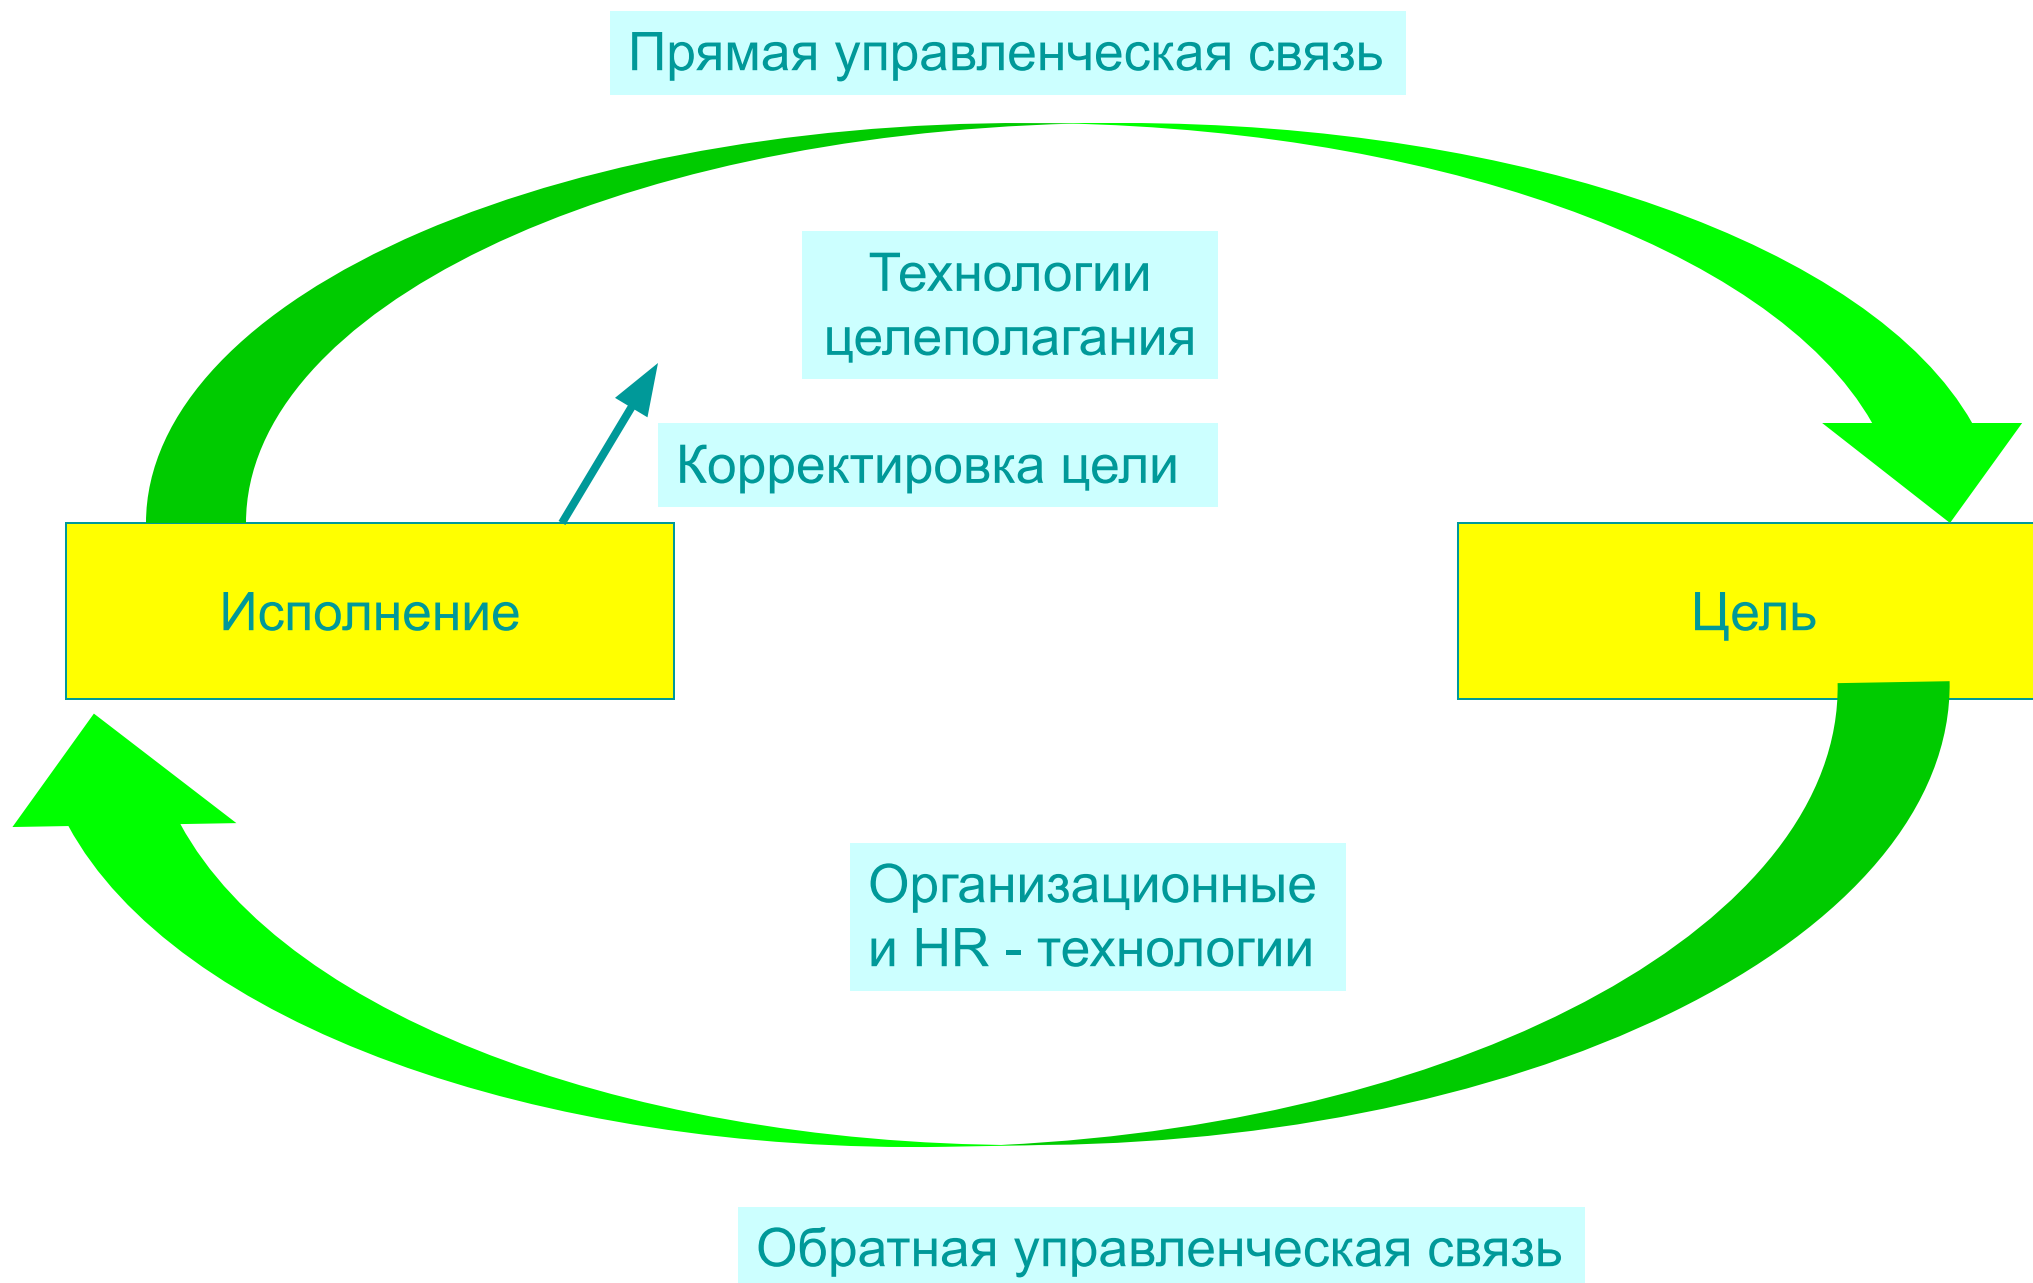 Прямая управленческая связь
Технологии
целеполагания
Корректировка цели
Исполнение
Цель
Организационные
и HR - технологии
Обратная управленческая связь